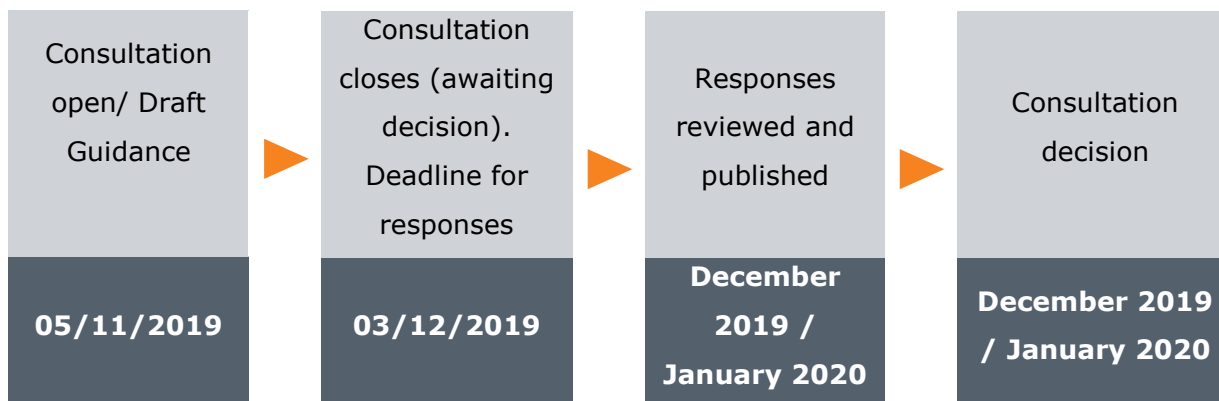 Consultation
open/ Draft
Guidance
05/11/2019
Consultation
closes (awaiting
decision).
Deadline for
responses
03/12/2019
Responses
reviewed and
published
December
2019 /
January 2020
Consultation
decision
December 2019
/ January 2020